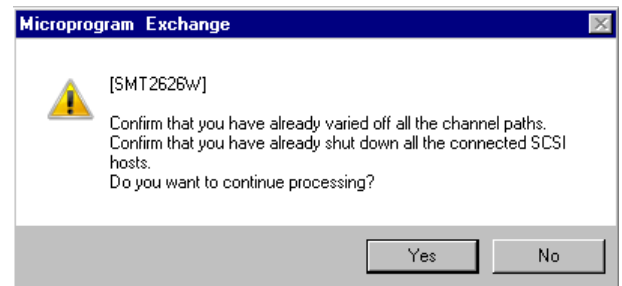 Microprogram Exchange
[SMT2626W]
Confirm that you have already varied off all the channel paths.
Confirm that you have already shut down all the connected SCSI
hosts.
Do you want to continue processing?
Yes
No